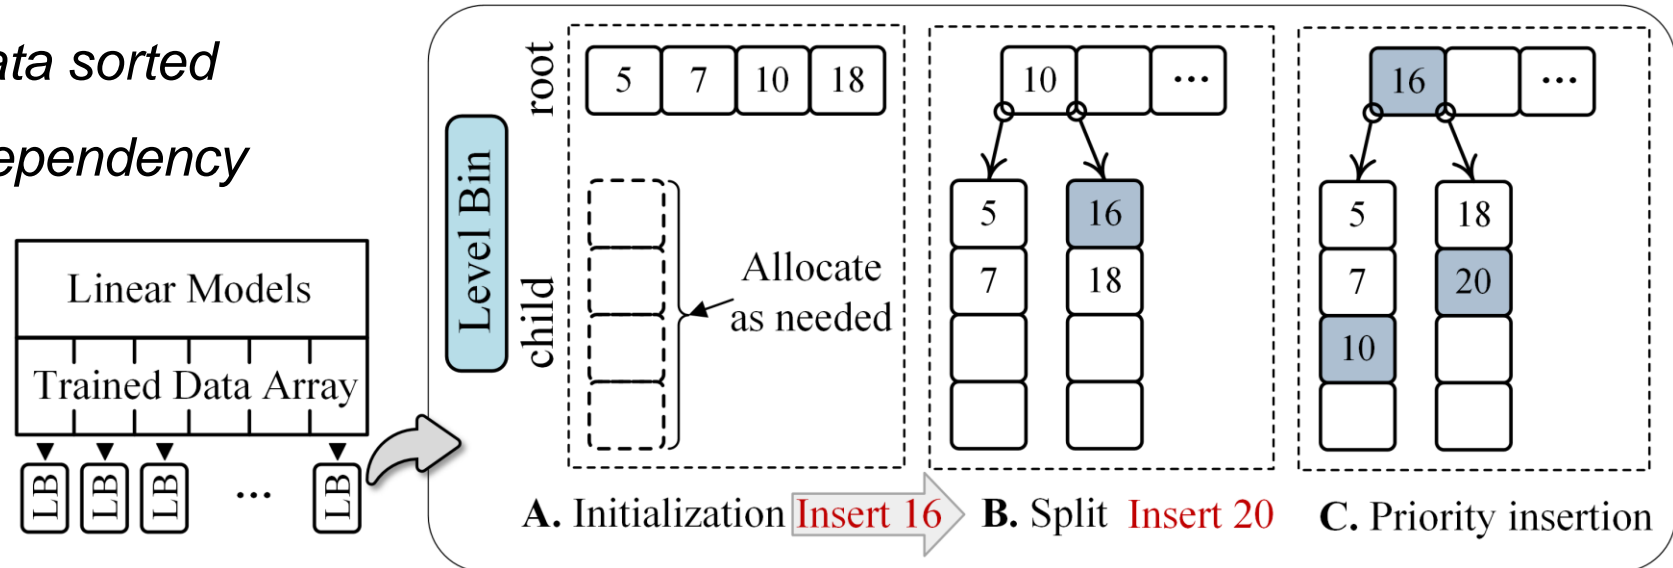 ata sorted
ependency
Linear Models
Trained Data Array
LB LB LB ... LB
Level Bin
root
child
5 7 10 18
Allocate
as needed
A. Initialization Insert 16
10 ...
5 16
7 18
B. Split Insert 20
16 ...
5 18
7 20
10
C. Priority insertion